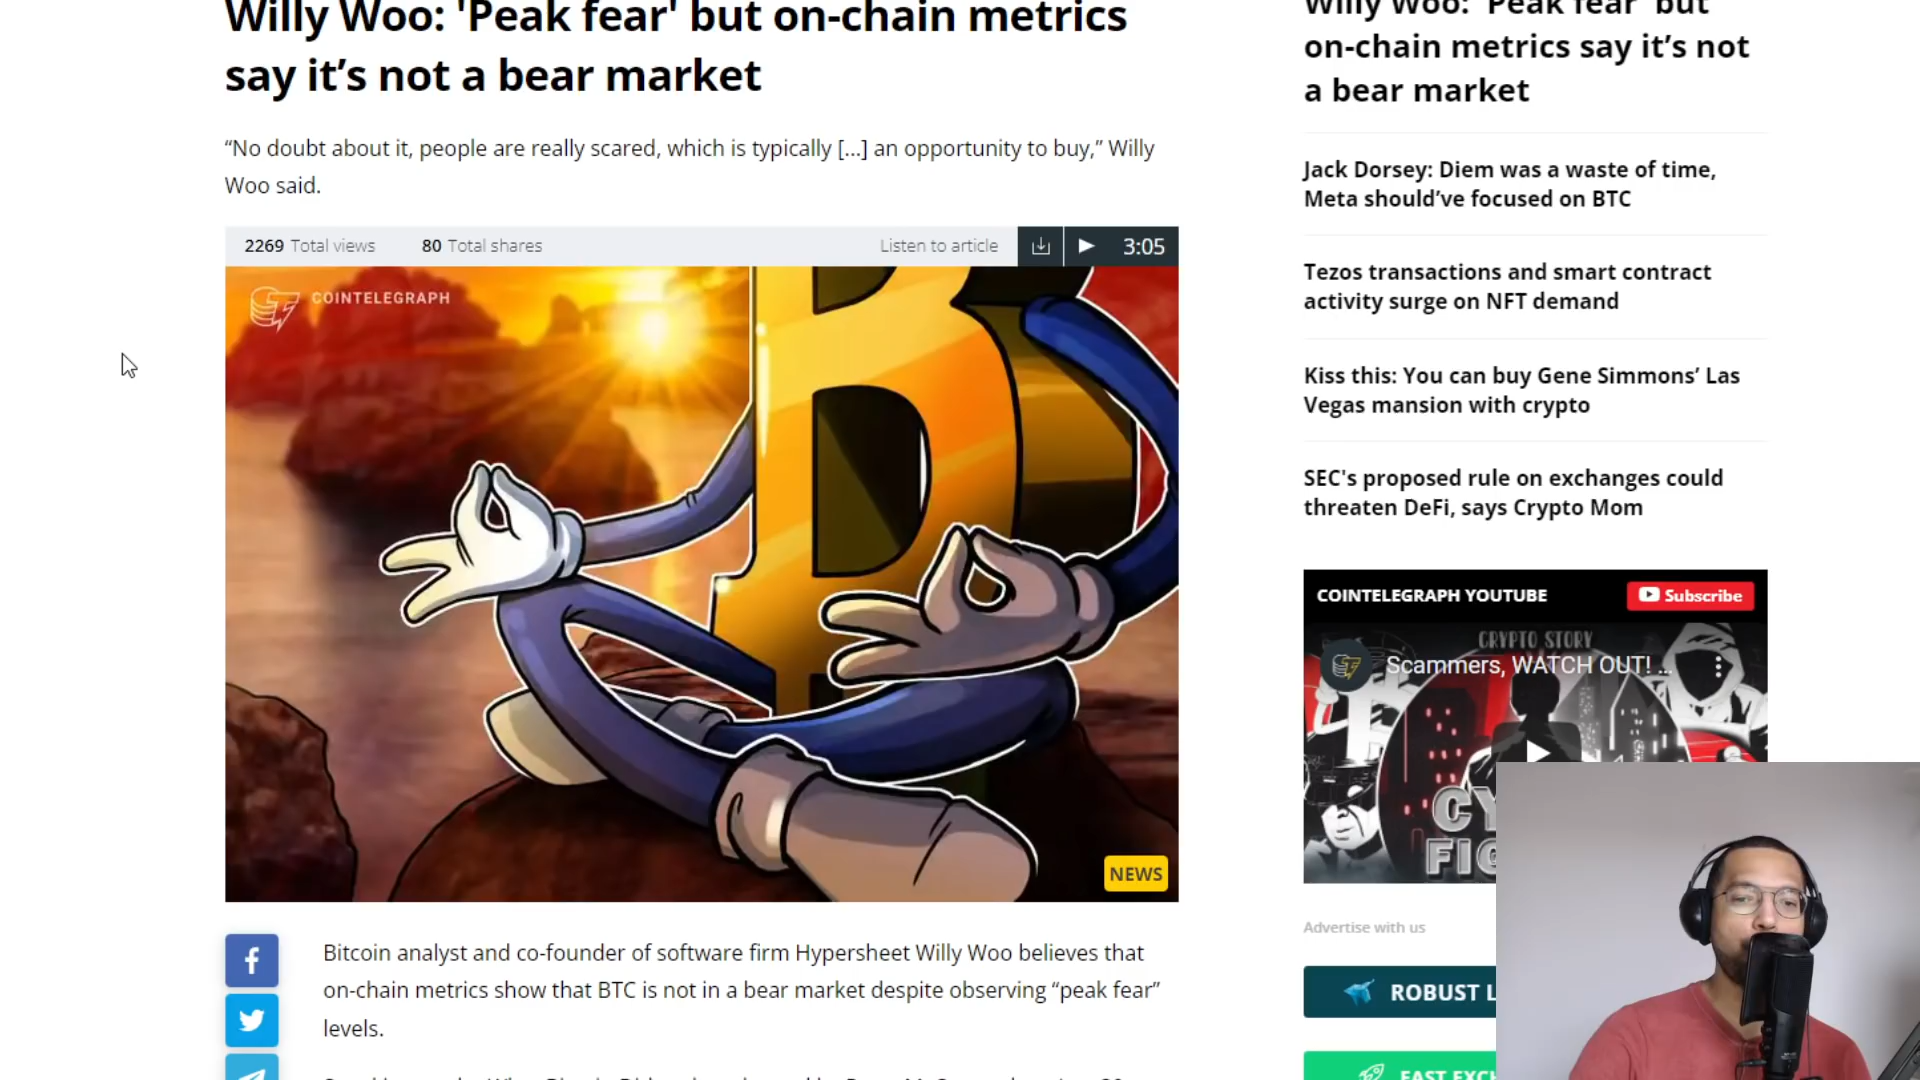 Willy Woo: 'Peak fear' but on-chain metrics
say it’s not a bear market
“No doubt about it, people are really scared, which is typically [...] an opportunity to buy,” Willy
Woo said.
2269 Total views 80 Total shares Listen to article 3:05
COINTELEGRAPH
NEWS
Bitcoin analyst and co-founder of software firm Hypersheet Willy Woo believes that
on-chain metrics show that BTC is not in a bear market despite observing “peak fear”
levels.
Willy Woo: 'Peak fear' but
on-chain metrics say it’s not
a bear market
Jack Dorsey: Diem was a waste of time,
Meta should’ve focused on BTC
Tezos transactions and smart contract
activity surge on NFT demand
Kiss this: You can buy Gene Simmons’ Las
Vegas mansion with crypto
SEC's proposed rule on exchanges could
threaten DeFi, says Crypto Mom
COINTELEGRAPH YOUTUBE Subscribe
CRYPTO STORY
Scammers, WATCH OUT! ...
CY
FIG
Advertise with us
ROBUST L
FAST EXCH